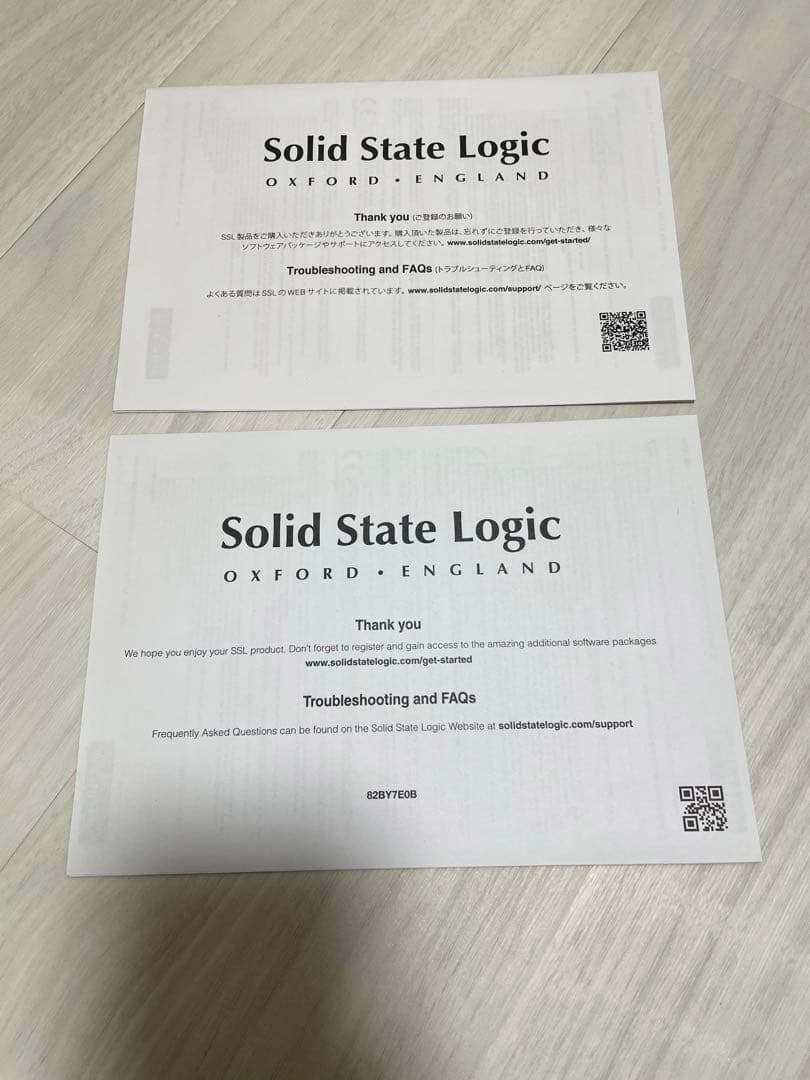 Solid State Logic
OXFORD • ENGLAND
Thank you (ご登録のお願い)
SSL製品をご購入いただきありがとうございます。購入頂いた製品は、忘れずにご登録を行っていただき、様々な
ソフトウェアパッケージやサポートにアクセスしてください。www.solidstatelogic.com/get-started/
Troubleshooting and FAQs (トラブルシューティングとFAQ)
よくある質問はSSLのWEBサイトに掲載されています。www.solidstatelogic.com/support/ ページをご覧ください。
Solid State Logic
OXFORD • ENGLAND
Thank you
We hope you enjoy your SSL product. Don't forget to register and gain access to the amazing additional software packages
www.solidstatelogic.com/get-started
Troubleshooting and FAQs
Frequently Asked Questions can be found on the Solid State Logic Website at solidstatelogic.com/support
82BY7E0B